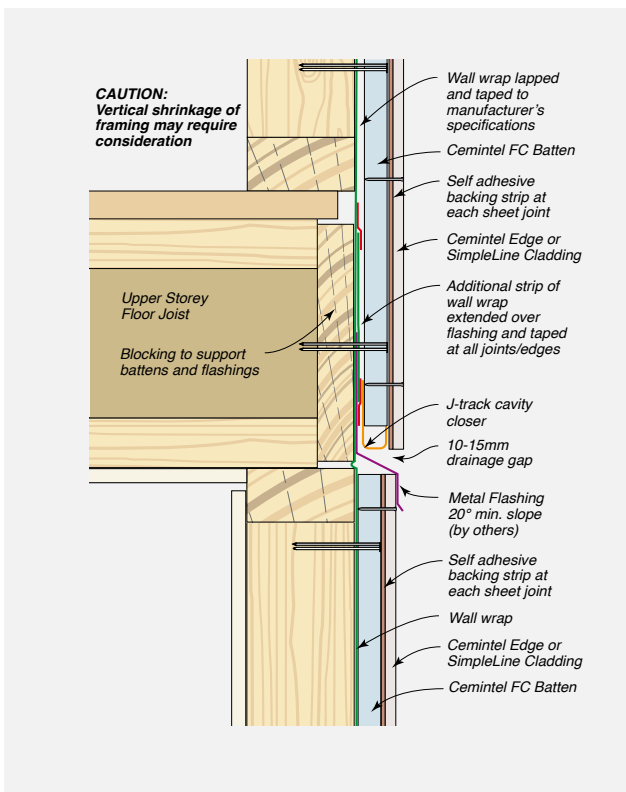 CAUTION:
Vertical shrinkage of
framing may require
consideration
Wall wrap lapped
and taped to
manufacturer's
specifications
Cemintel FC Batten
Self adhesive
backing strip at
each sheet joint
Cemintel Edge or
SimpleLine Cladding
Upper Storey
Floor Joist
Blocking to support
battens and flashings
Additional strip of
wall wrap
extended over
flashing and taped
at all joints/edges
J-track cavity
closer
10-15mm
drainage gap
Metal Flashing
20° min. slope
(by others)
Self adhesive
backing strip at
each sheet joint
Wall wrap
Cemintel Edge or
SimpleLine Cladding
Cemintel FC Batten